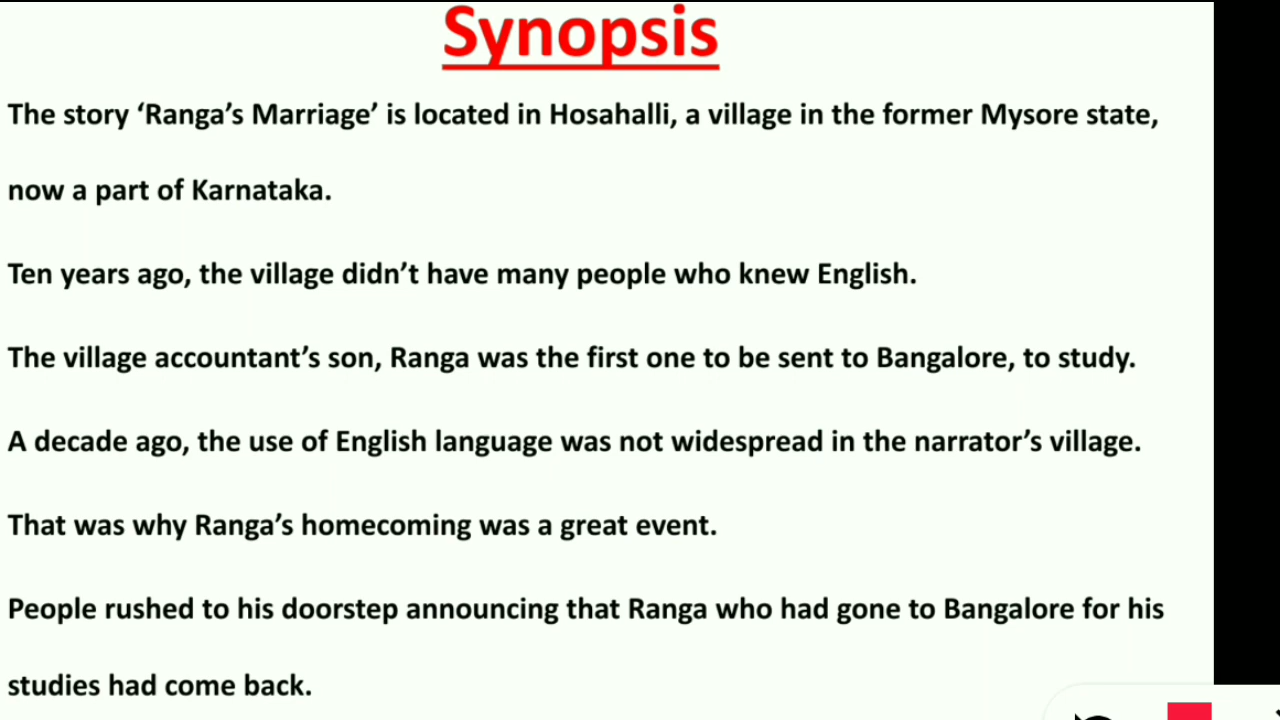 Synopsis
The story ‘Ranga’s Marriage’ is located in Hosahalli, a village in the former Mysore state,
now a part of Karnataka.
Ten years ago, the village didn’t have many people who knew English.
The village accountant’s son, Ranga was the first one to be sent to Bangalore, to study.
A decade ago, the use of English language was not widespread in the narrator’s village.
That was why Ranga’s homecoming was a great event.
People rushed to his doorstep announcing that Ranga who had gone to Bangalore for his
studies had come back.